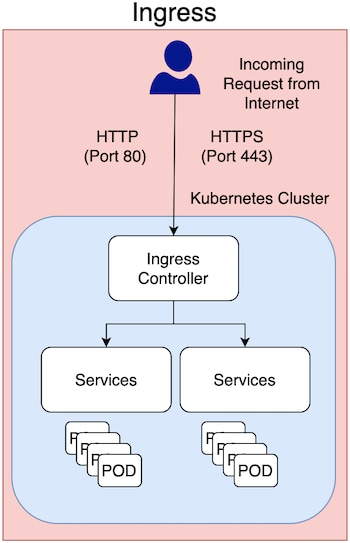 Ingress
Incoming
Request from
Internet
HTTP
(Port 80)
HTTPS
(Port 443)
Kubernetes Cluster
Ingress
Controller
Services
Services
POD
POD